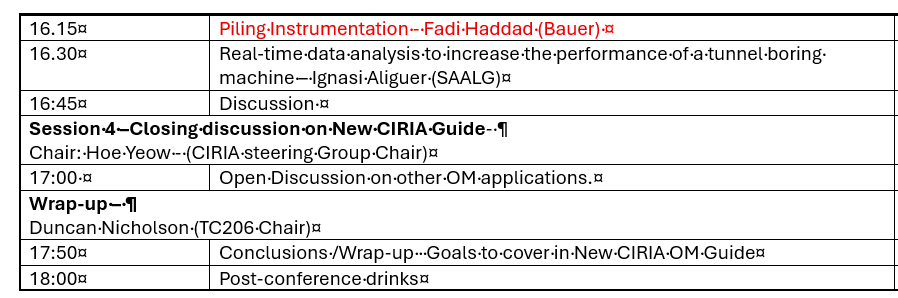 16.15¤ Piling·Instrumentation·-·Fadi·Haddad·(Bauer)·¤
16.30¤ Real-time·data·analysis·to·increase·the·performance·of·a·tunnel·boring·
machine·–·Ignasi·Aliguer·(SAALG)¤
16:45¤ Discussion·¤
Session·4·–Closing·discussion·on·New·CIRIA·Guide·-·¶
Chair:·Hoe·Yeow·-·(CIRIA·steering·Group·Chair)¤
17:00·¤ Open·Discussion·on·other·OM·applications.¤
Wrap-up·–·¶
Duncan·Nicholson·(TC206·Chair)¤
17:50¤ Conclusions·/Wrap-up·-·Goals·to·cover·in·New·CIRIA·OM·Guide¤
18:00¤ Post-conference·drinks¤